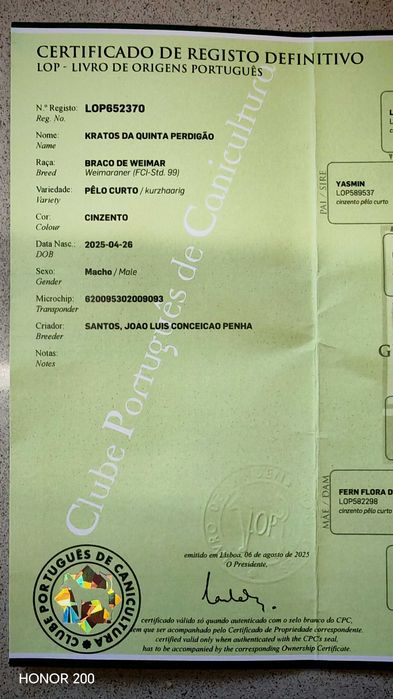 CERTIFICADO DE REGISTO DEFINITIVO
LOP - LIVRO DE ORIGENS PORTUGUÊS
N.º Registo: LOP652370
Reg. No.
Nome: KRATOS DA QUINTA PERDIGÃO
Name
Raça: BRACO DE WEIMAR
Breed Weimaraner (FCI-Std. 99)
Variedade: PÊLO CURTO / kurzhaarig
Variety
Cor: CINZENTO
Colour
Data Nasc.: 2025-04-26
DOB
Sexo: Macho / Male
Gender
Microchip: 620095302009093
Transponder
Criador: SANTOS, JOAO LUIS CONCEICAO PENHA
Breeder
Notas:
Notes
Clube Português de Canicultura
PAI / SIRE
YASMIN
LOP589537
cinzento pêlo curto
G
MÃE / DAM
FERN FLORA D
LOP582298
cinzento pêlo curto
LOP
emitido em Lisboa, 06 de agosto de 2025
O Presidente,
CLUBE PORTUGUÊS DE CANICULTURA
certificado válido só quando autenticado com o selo branco do CPC,
em que ser acompanhado pelo Certificado de Propriedade correspondente.
certified valid only when authenticated with the CPC's seal,
has to be accompanied by the corresponding Ownership Certificate.
HONOR 200